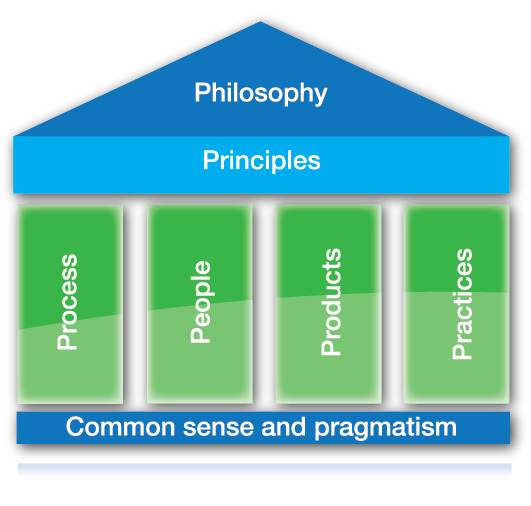 Philosophy
Principles
Process
People
Products
Practices
Common sense and pragmatism